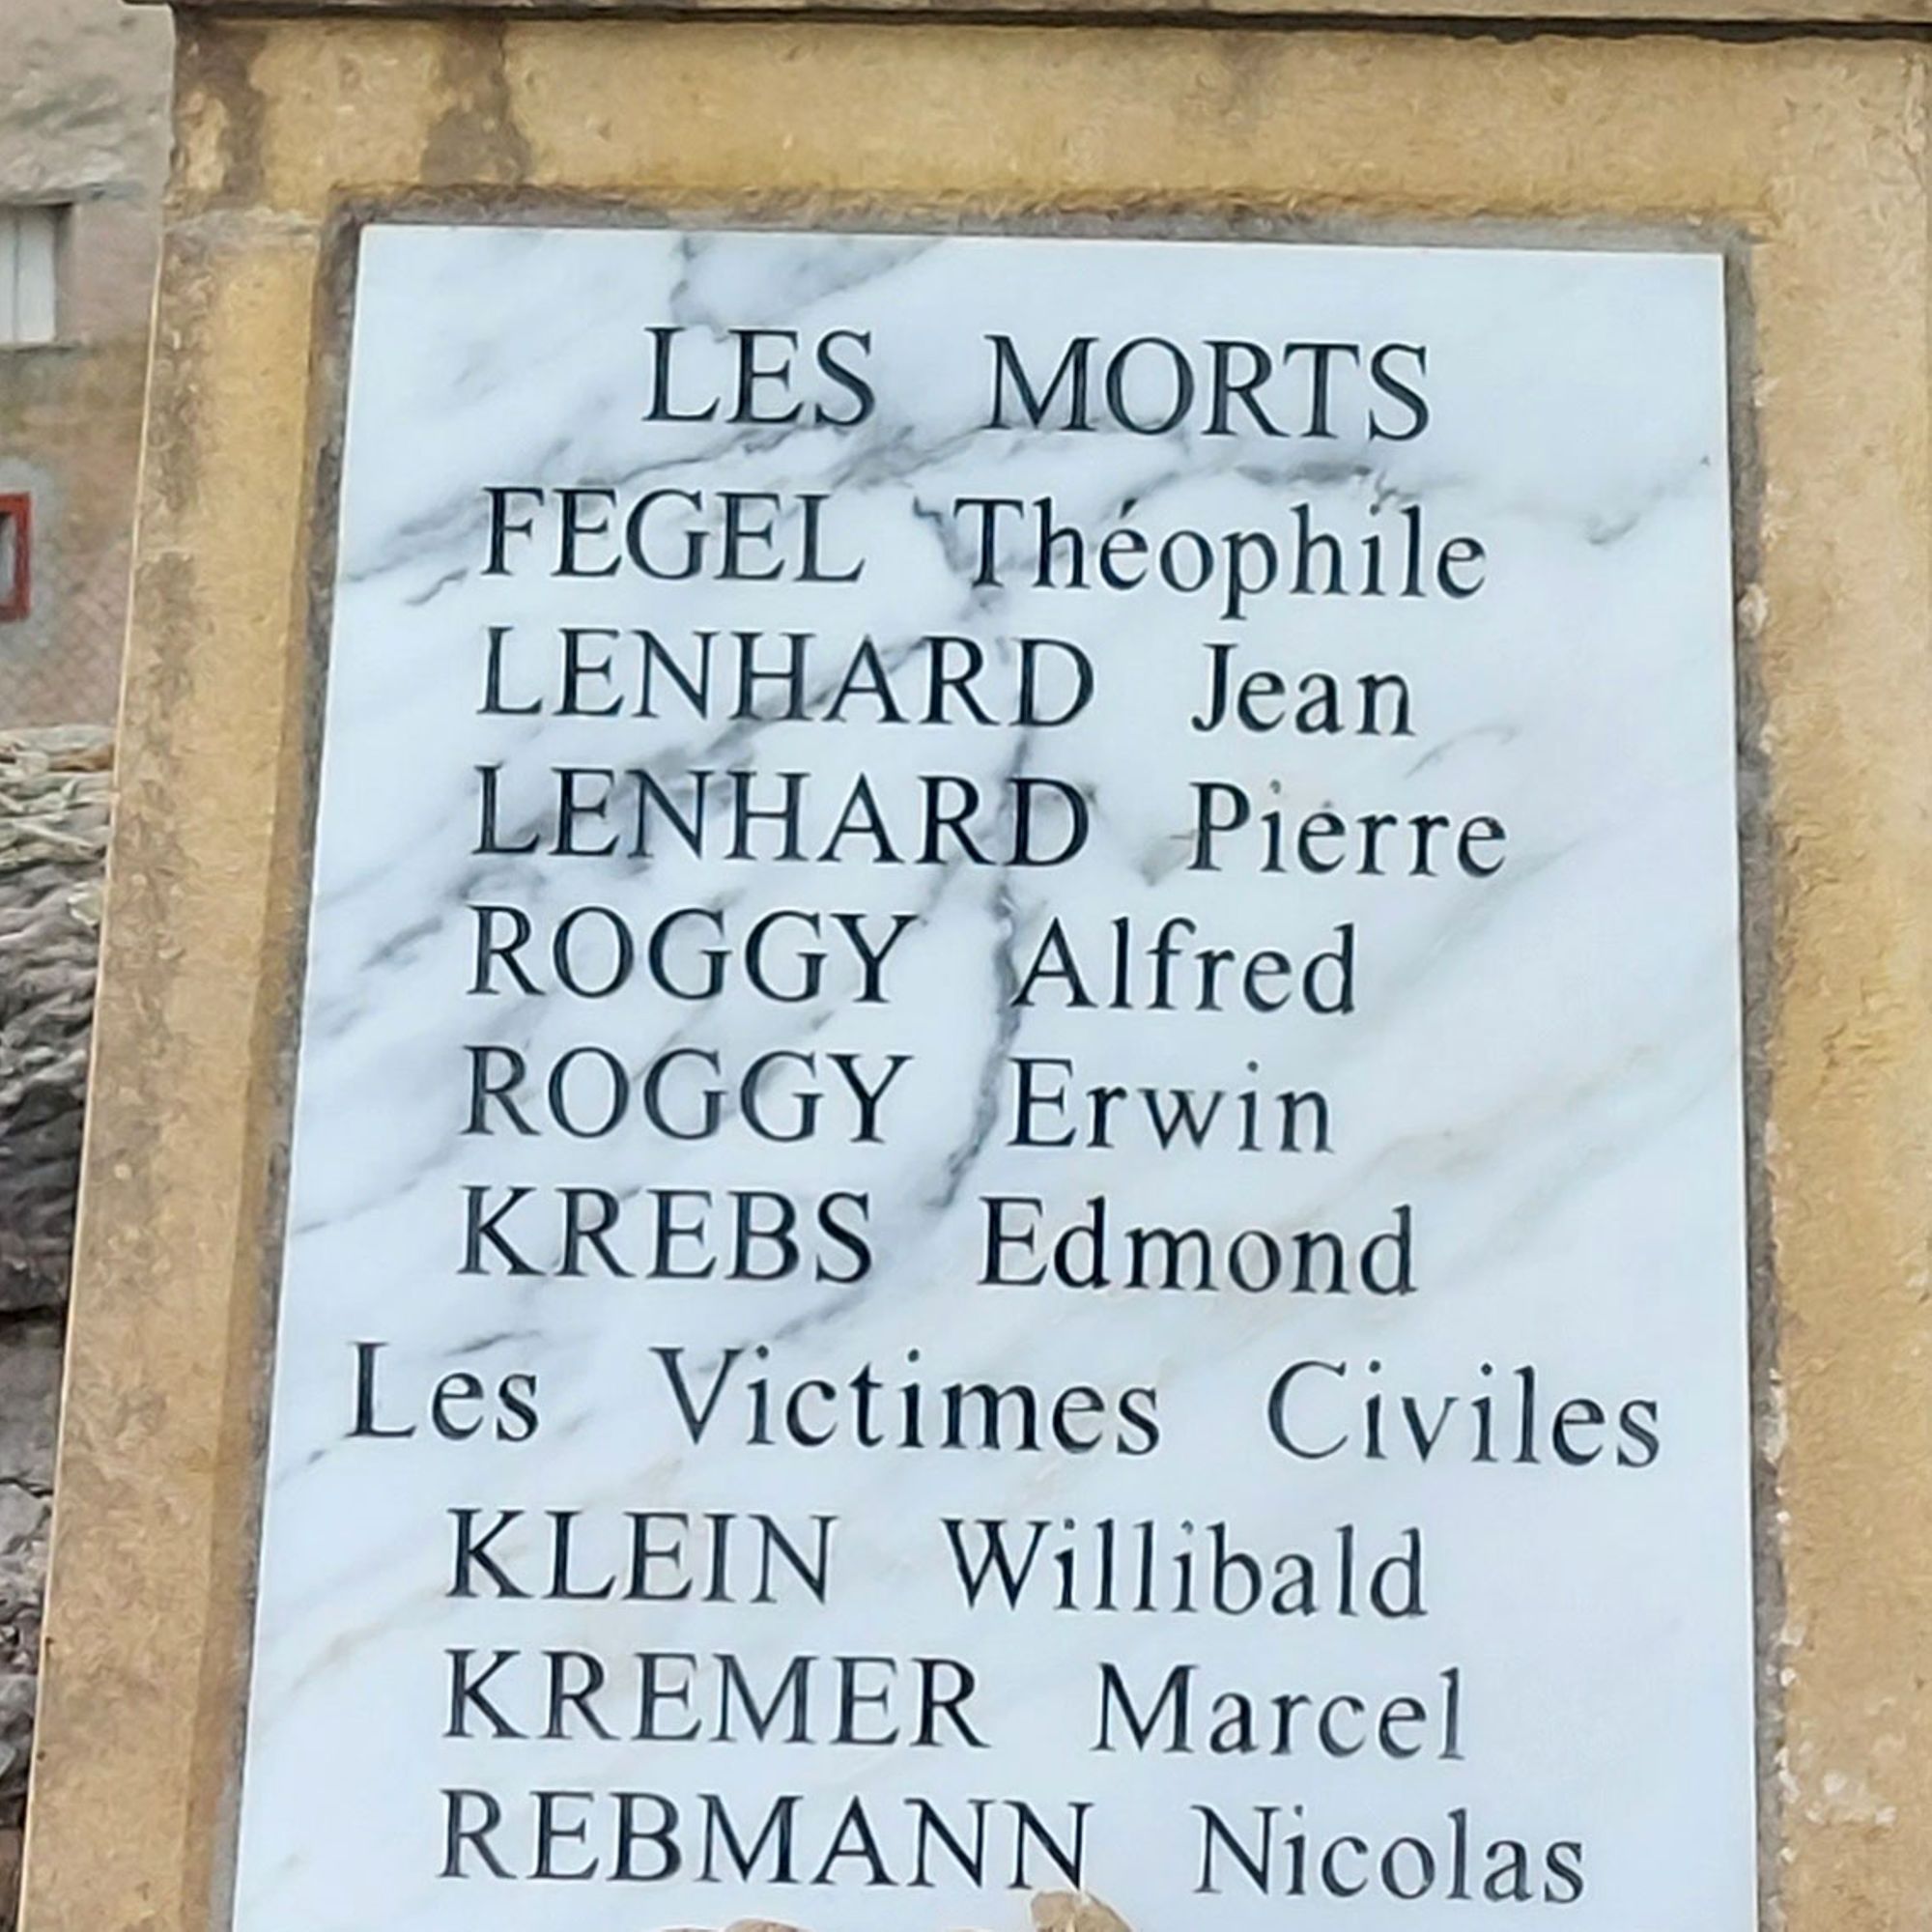 LES MORTS
FEGEL Théophile
LENHARD Jean
LENHARD Pierre
ROGGY Alfred
ROGGY Erwin
KREBS Edmond
Les Victimes Civiles
KLEIN Willibald
KREMER Marcel
REBMANN Nicolas